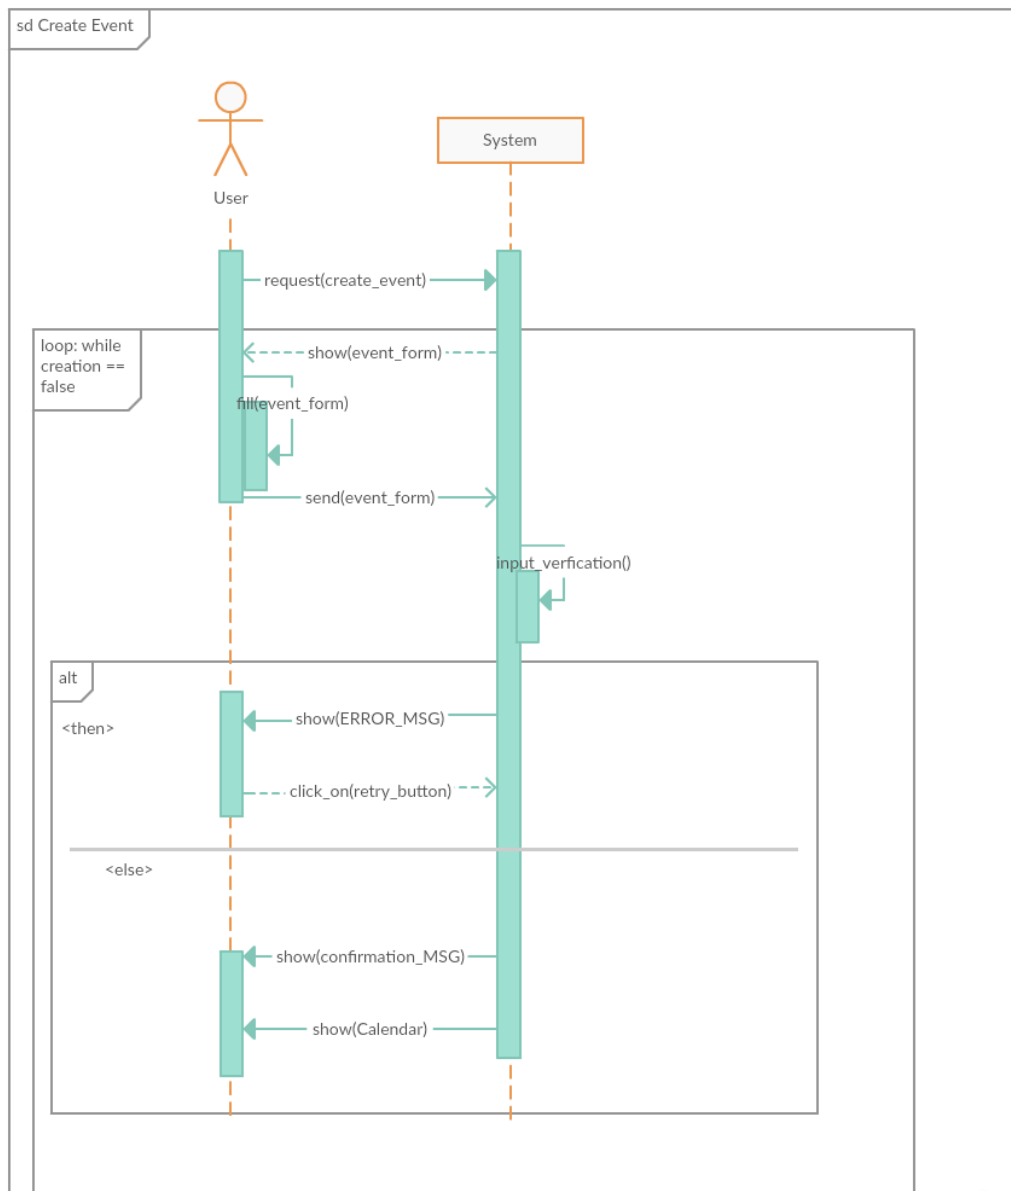 sd Create Event
User
System
request(create_event)
loop: while
creation ==
false
show(event_form)
fill(event_form)
send(event_form)
input_verfication()
alt
<then>
show(ERROR_MSG)
click_on(retry_button)
<else>
show(confirmation_MSG)
show(Calendar)